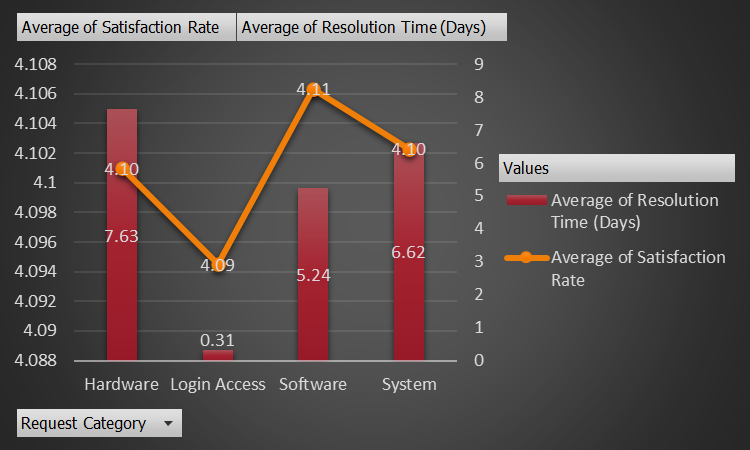 Average of Satisfaction Rate
Average of Resolution Time (Days)
4.108
4.106
4.104
4.102
4.1
4.098
4.096
4.094
4.092
4.09
4.088
9
8
7
6
5
4
3
2
1
0
4.10
4.09
4.11
4.10
7.63
0.31
5.24
6.62
Hardware
Login Access
Software
System
Values
Average of Resolution
Time (Days)
Average of Satisfaction
Rate
Request Category